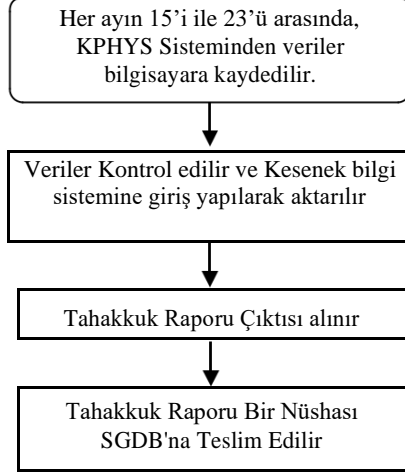 Her ayın 15’i ile 23’ü arasında,
KPHYS Sisteminden veriler
bilgisayara kaydedilir.
Veriler Kontrol edilir ve Kesenek bilgi
sistemine giriş yapılarak aktarılır
Tahakkuk Raporu Çıktısı alınır
Tahakkuk Raporu Bir Nüshası
SGDB'na Teslim Edilir